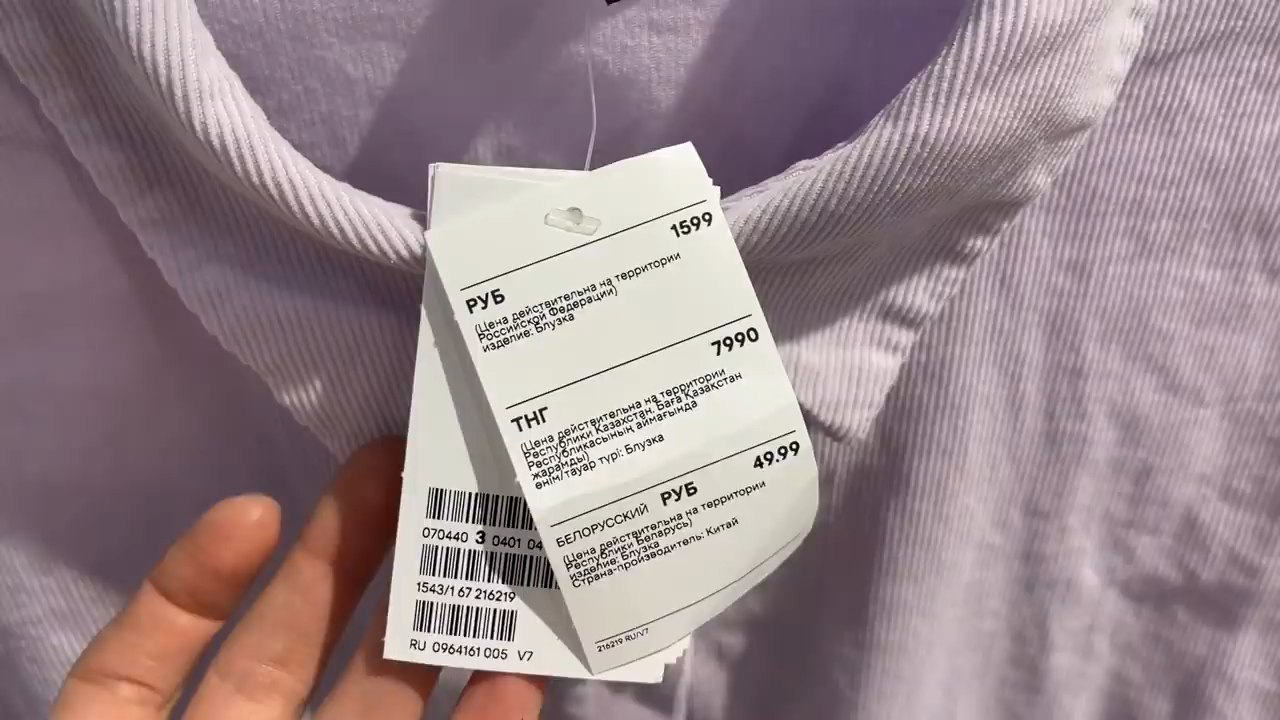 1599
РУБ
(Цена действительна на территории
Российской Федерации)
изделие: Блузка
7990
ТНГ
(Цена действительна на территории
Республики Казахстан. Баға Қазақстан
Республикасының аймағында
жарамды)
өнім/тауар түрі: Блузка
49.99
БЕЛОРУССКИЙ РУБ
(Цена действительна на территории
Республики Беларусь)
изделие: Блузка
Страна-производитель: Китай
216219 RU/V7
070440 3 0401 04
1543/1 67 216219
RU 0964161 005 V7